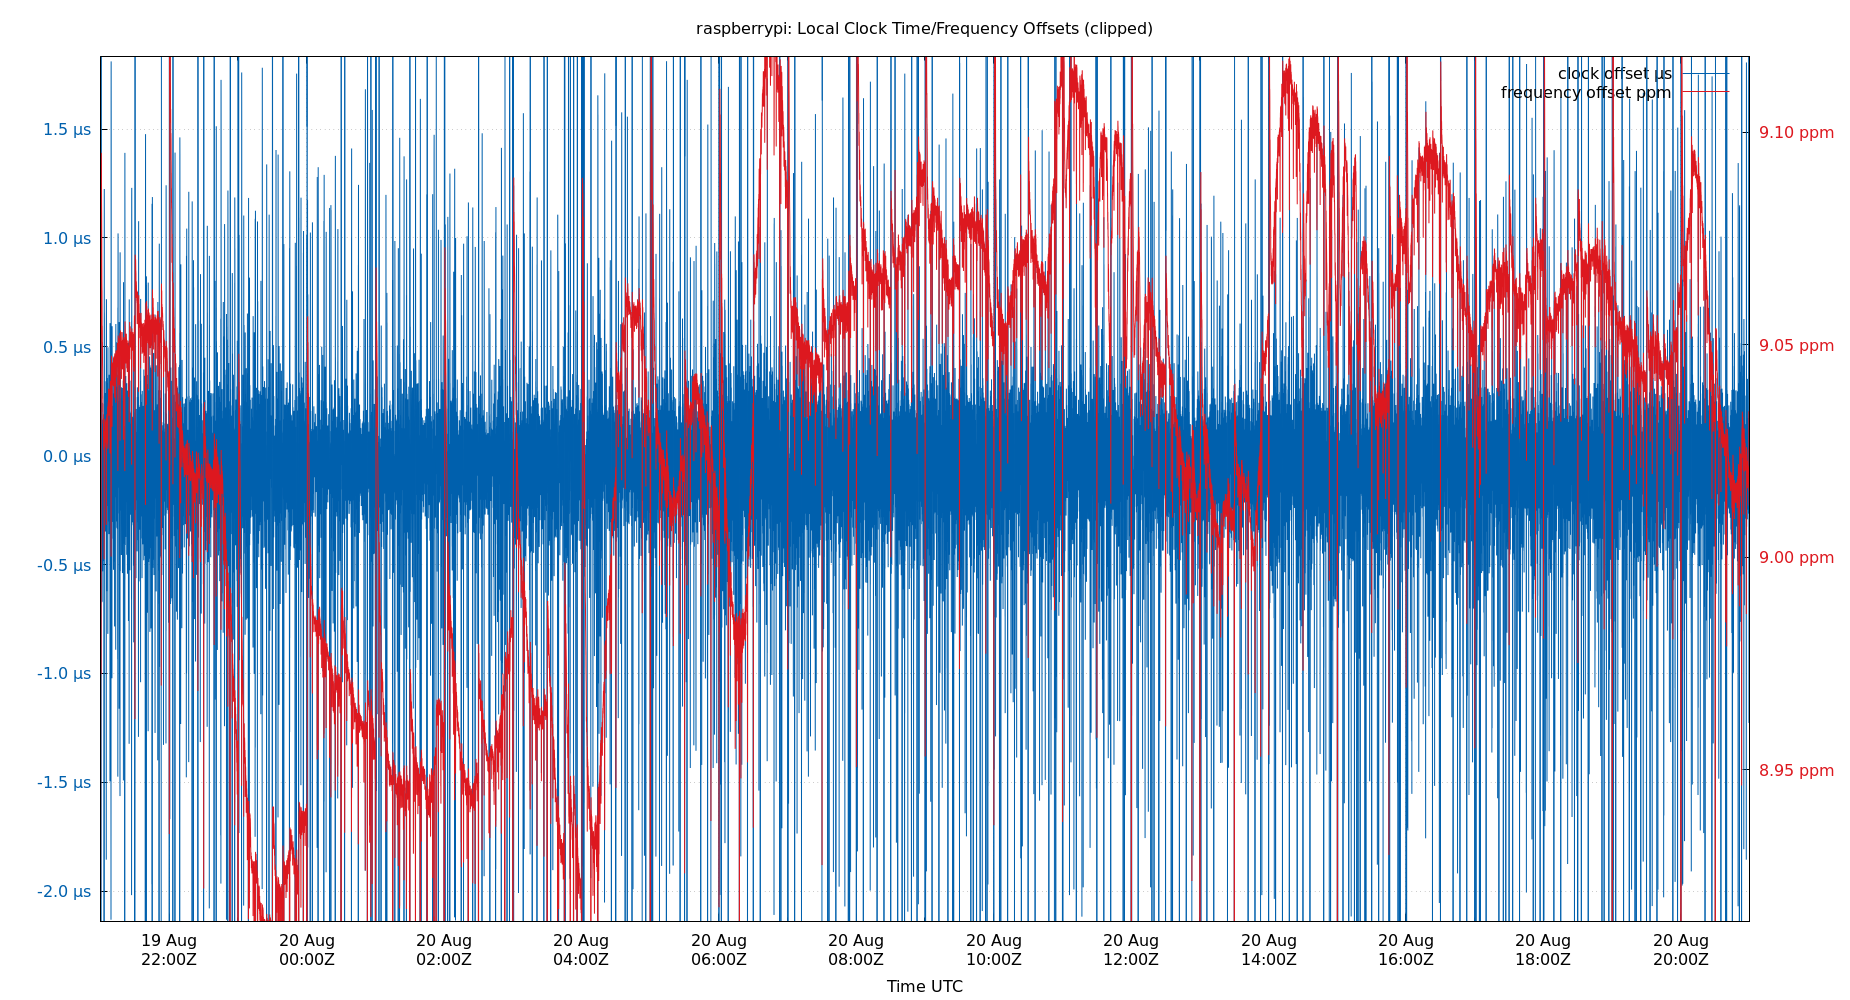 raspberrypi: Local Clock Time/Frequency Offsets (clipped)
clock offset µs
frequency offset ppm
1.5 µs
1.0 µs
0.5 µs
0.0 µs
-0.5 µs
-1.0 µs
-1.5 µs
-2.0 µs
9.10 ppm
9.05 ppm
9.00 ppm
8.95 ppm
19 Aug 20 Aug 20 Aug 20 Aug 20 Aug 20 Aug 20 Aug 20 Aug 20 Aug 20 Aug 20 Aug 20 Aug
22:00Z 00:00Z 02:00Z 04:00Z 06:00Z 08:00Z 10:00Z 12:00Z 14:00Z 16:00Z 18:00Z 20:00Z
Time UTC